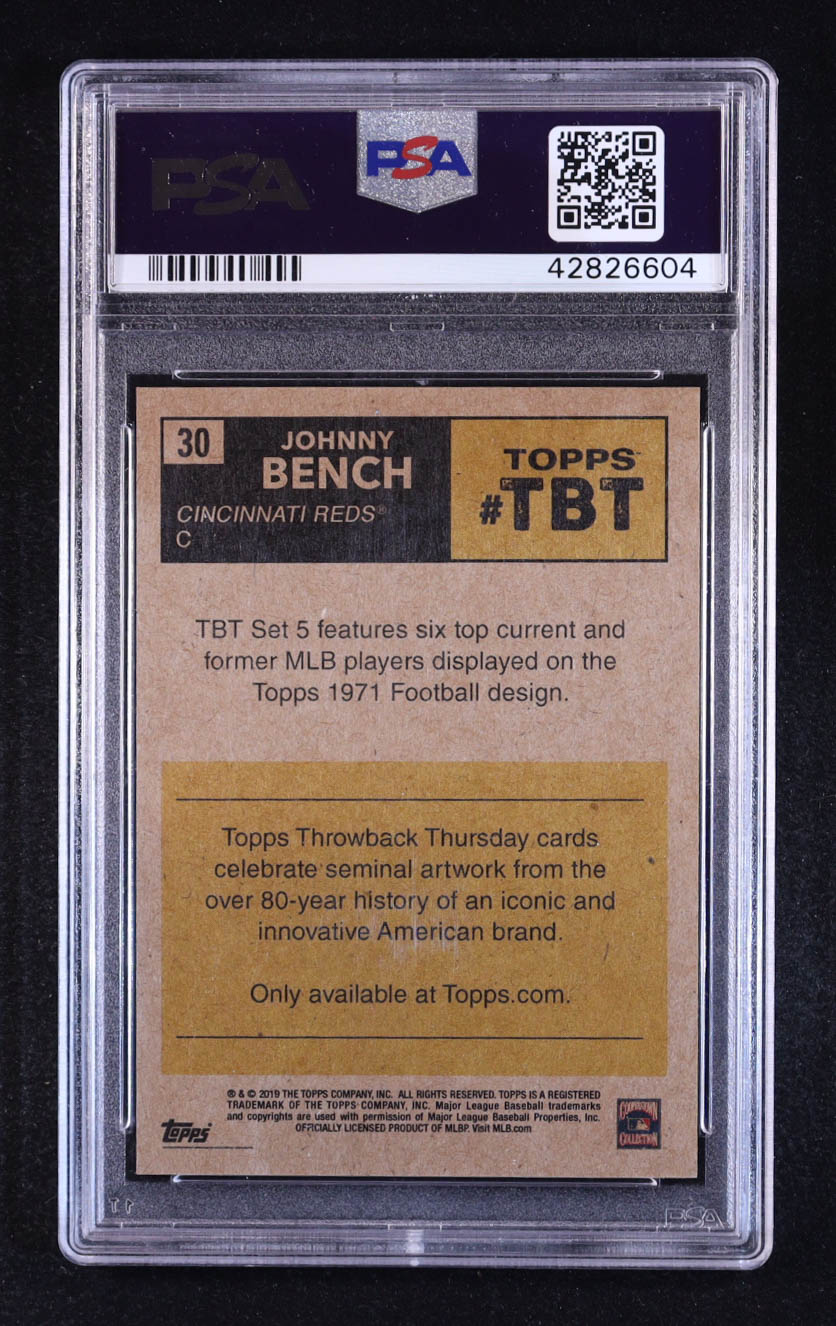 PSA
PSA
42826604
30
JOHNNY
BENCH
CINCINNATI REDS®
C
TOPPS™
#TBT
TBT Set 5 features six top current and
former MLB players displayed on the
Topps 1971 Football design.
Topps Throwback Thursday cards
celebrate seminal artwork from the
over 80-year history of an iconic and
innovative American brand.
Only available at Topps.com.
® & © 2019 THE TOPPS COMPANY, INC. ALL RIGHTS RESERVED. TOPPS IS A REGISTERED
TRADEMARK OF THE TOPPS COMPANY, INC. Major League Baseball trademarks
and copyrights are used with permission of Major League Baseball Properties, Inc.
OFFICIALLY LICENSED PRODUCT OF MLBP. Visit MLB.com
Topps
COOPERSTOWN
COLLECTION
PSA